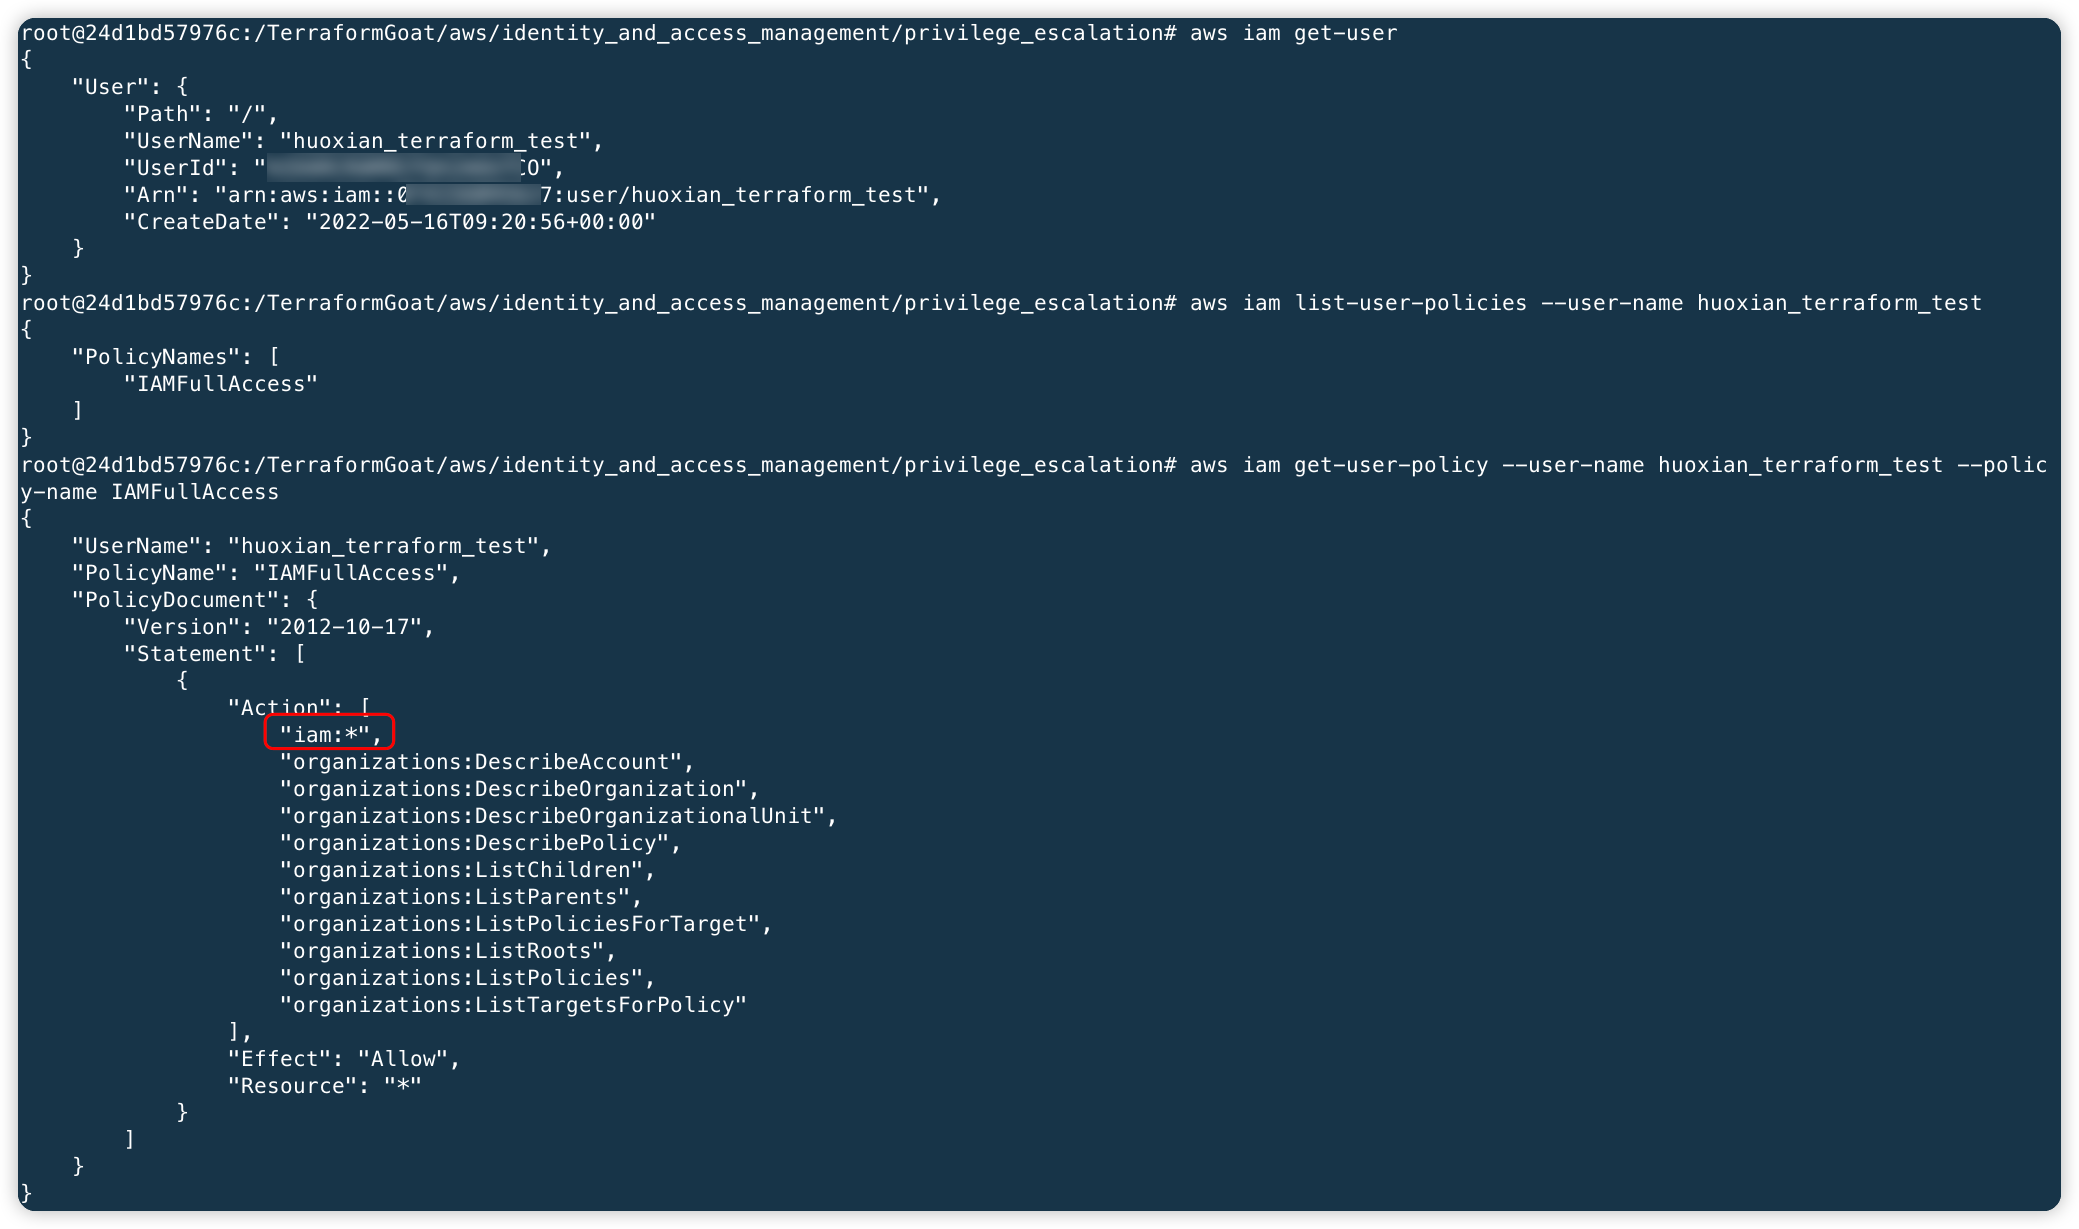 root@24d1bd57976c:/TerraformGoat/aws/identity_and_access_management/privilege_escalation# aws iam get-user
{
    "User": {
        "Path": "/",
        "UserName": "huoxian_terraform_test",
        "UserId": "CO",
        "Arn": "arn:aws:iam::0 7:user/huoxian_terraform_test",
        "CreateDate": "2022-05-16T09:20:56+00:00"
    }
}
root@24d1bd57976c:/TerraformGoat/aws/identity_and_access_management/privilege_escalation# aws iam list-user-policies --user-name huoxian_terraform_test
{
    "PolicyNames": [
        "IAMFullAccess"
    ]
}
root@24d1bd57976c:/TerraformGoat/aws/identity_and_access_management/privilege_escalation# aws iam get-user-policy --user-name huoxian_terraform_test --polic
y-name IAMFullAccess
{
    "UserName": "huoxian_terraform_test",
    "PolicyName": "IAMFullAccess",
    "PolicyDocument": {
        "Version": "2012-10-17",
        "Statement": [
            {
                "Action": [
                    "iam:*",
                    "organizations:DescribeAccount",
                    "organizations:DescribeOrganization",
                    "organizations:DescribeOrganizationalUnit",
                    "organizations:DescribePolicy",
                    "organizations:ListChildren",
                    "organizations:ListParents",
                    "organizations:ListPoliciesForTarget",
                    "organizations:ListRoots",
                    "organizations:ListPolicies",
                    "organizations:ListTargetsForPolicy"
                ],
                "Effect": "Allow",
                "Resource": "*"
            }
        ]
    }
}